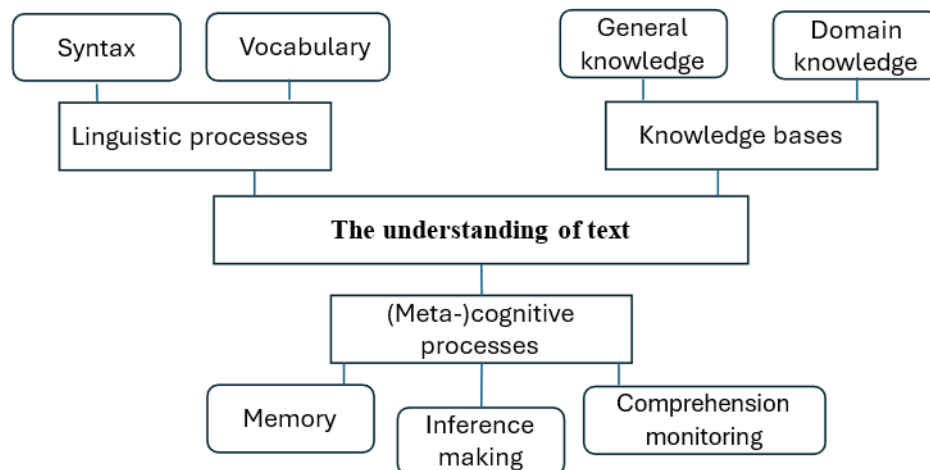 Syntax
Vocabulary
General
knowledge
Domain
knowledge
Linguistic processes
Knowledge bases
The understanding of text
(Meta-)cognitive
processes
Memory
Inference
making
Comprehension
monitoring